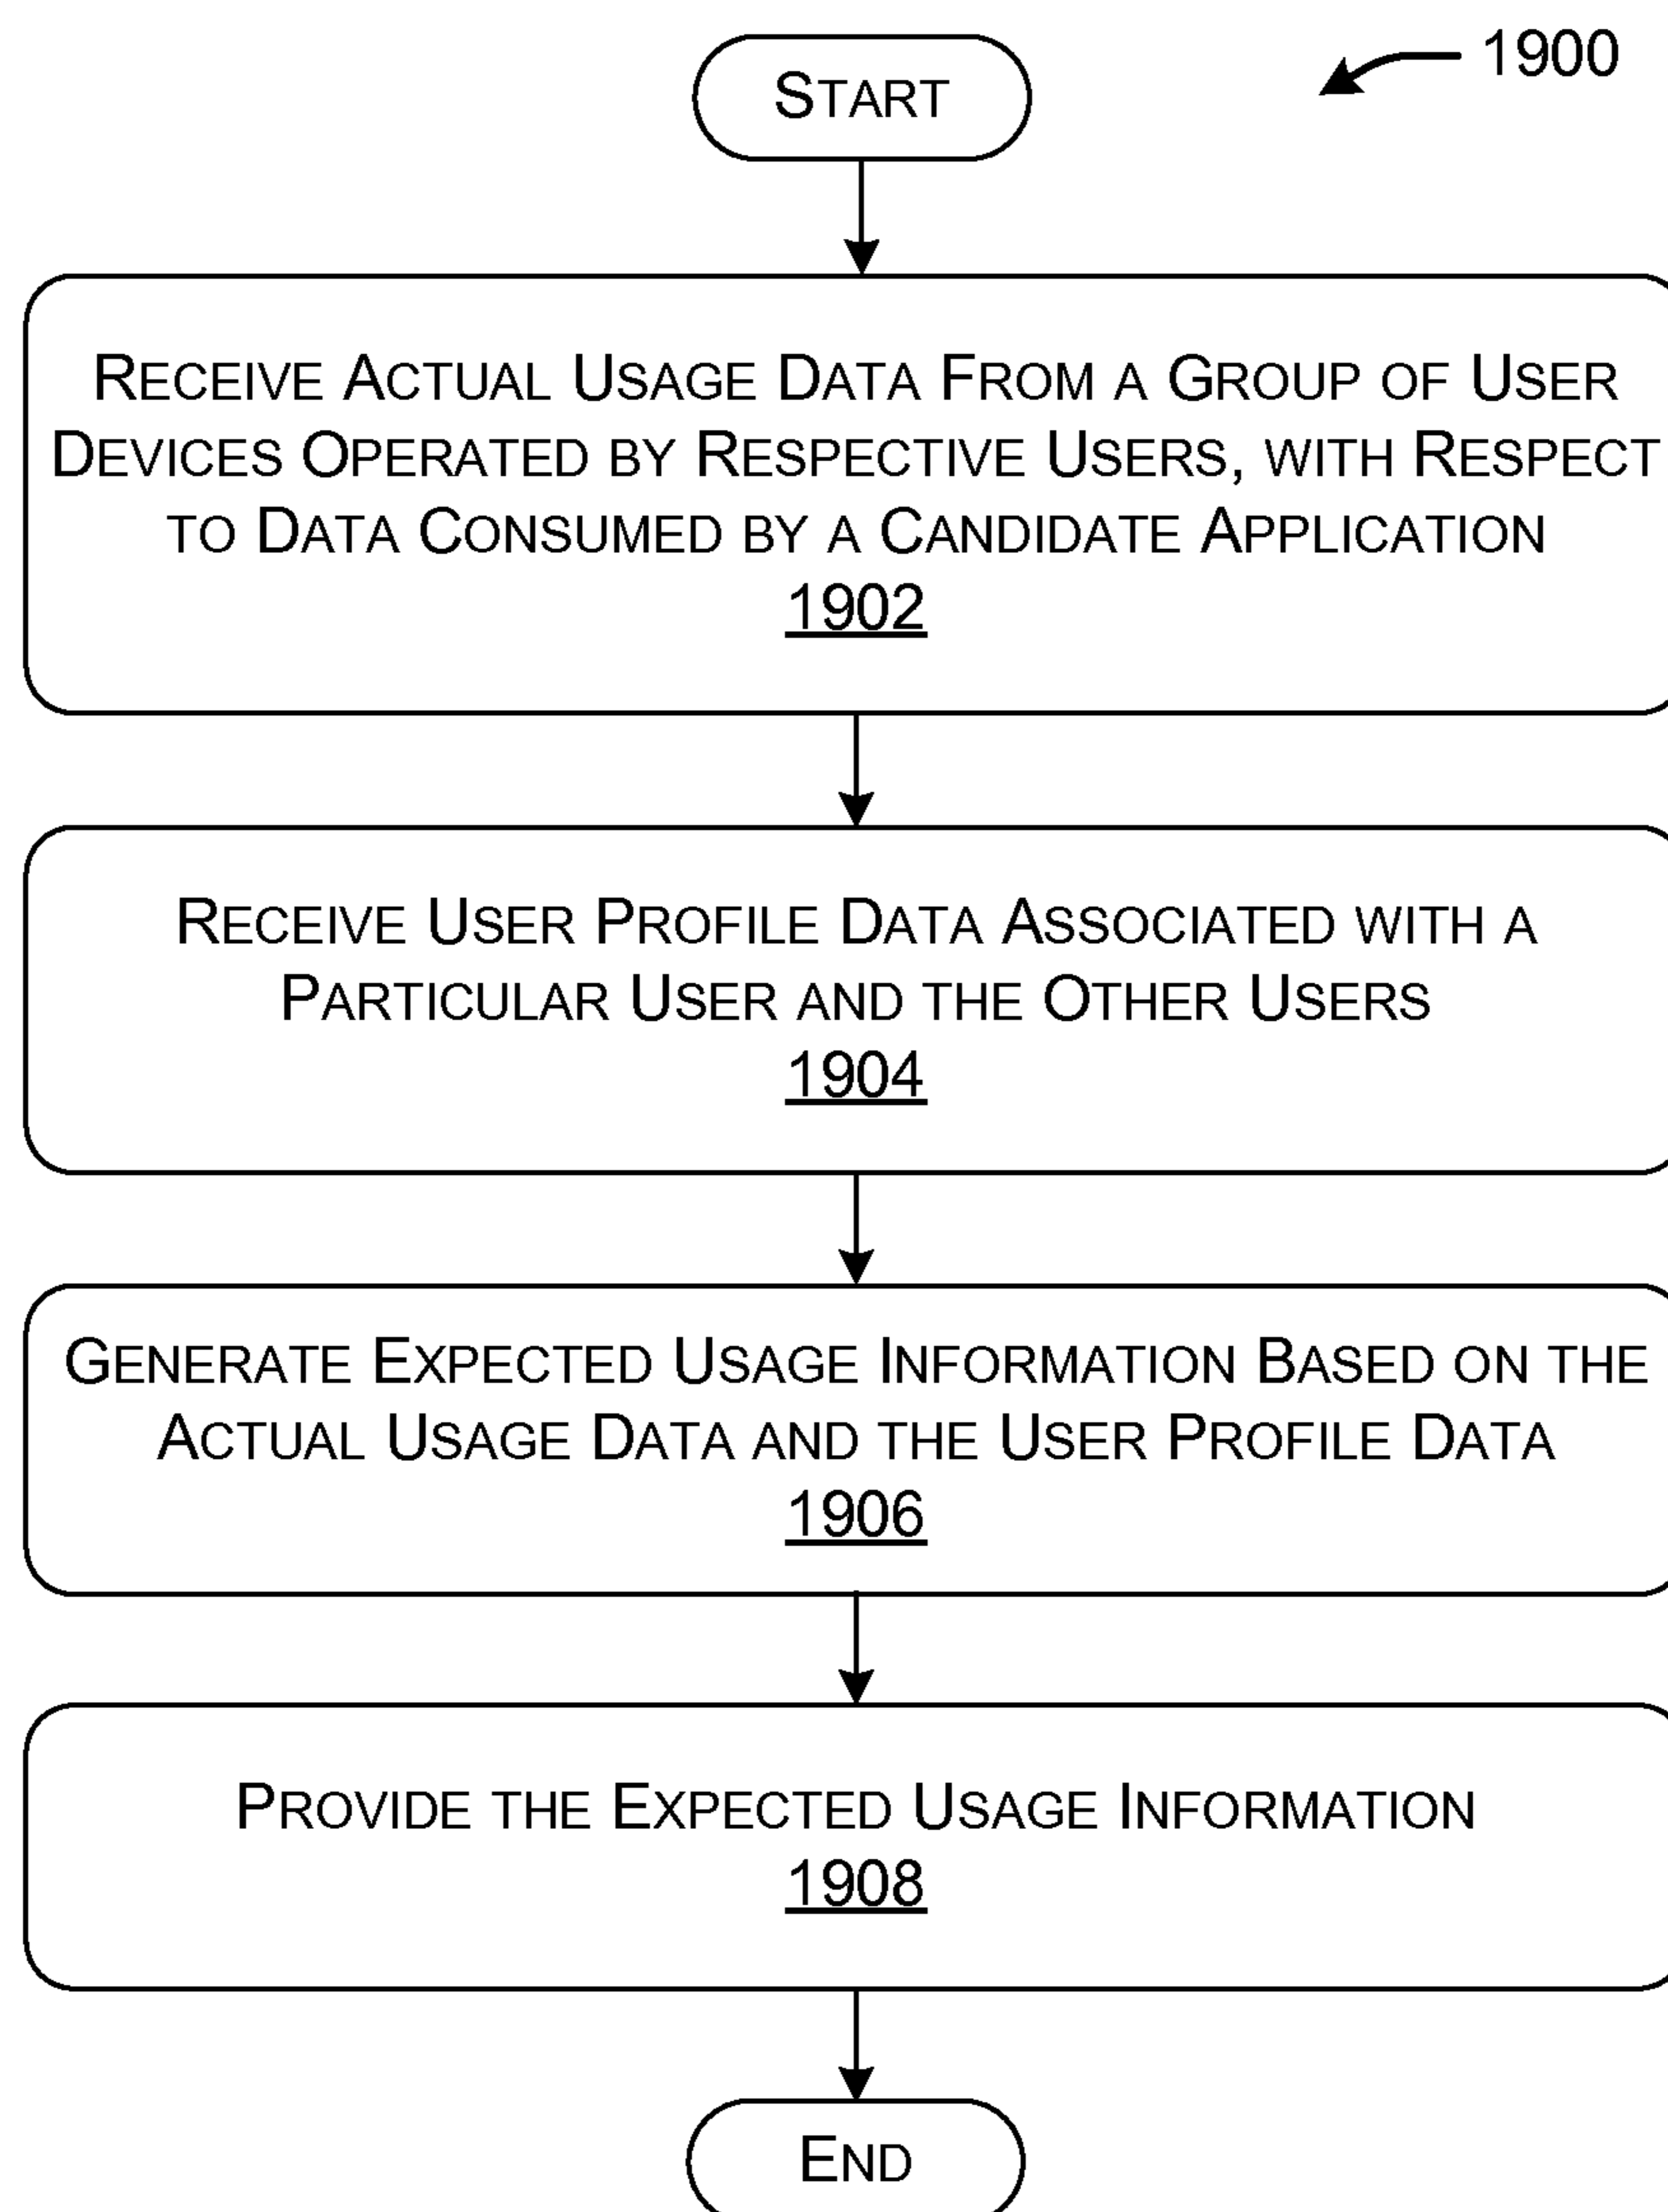 START
1900
RECEIVE ACTUAL USAGE DATA FROM A GROUP OF USER
DEVICES OPERATED BY RESPECTIVE USERS, WITH RESPECT
TO DATA CONSUMED BY A CANDIDATE APPLICATION
1902
RECEIVE USER PROFILE DATA ASSOCIATED WITH A
PARTICULAR USER AND THE OTHER USERS
1904
GENERATE EXPECTED USAGE INFORMATION BASED ON THE
ACTUAL USAGE DATA AND THE USER PROFILE DATA
1906
PROVIDE THE EXPECTED USAGE INFORMATION
1908
END